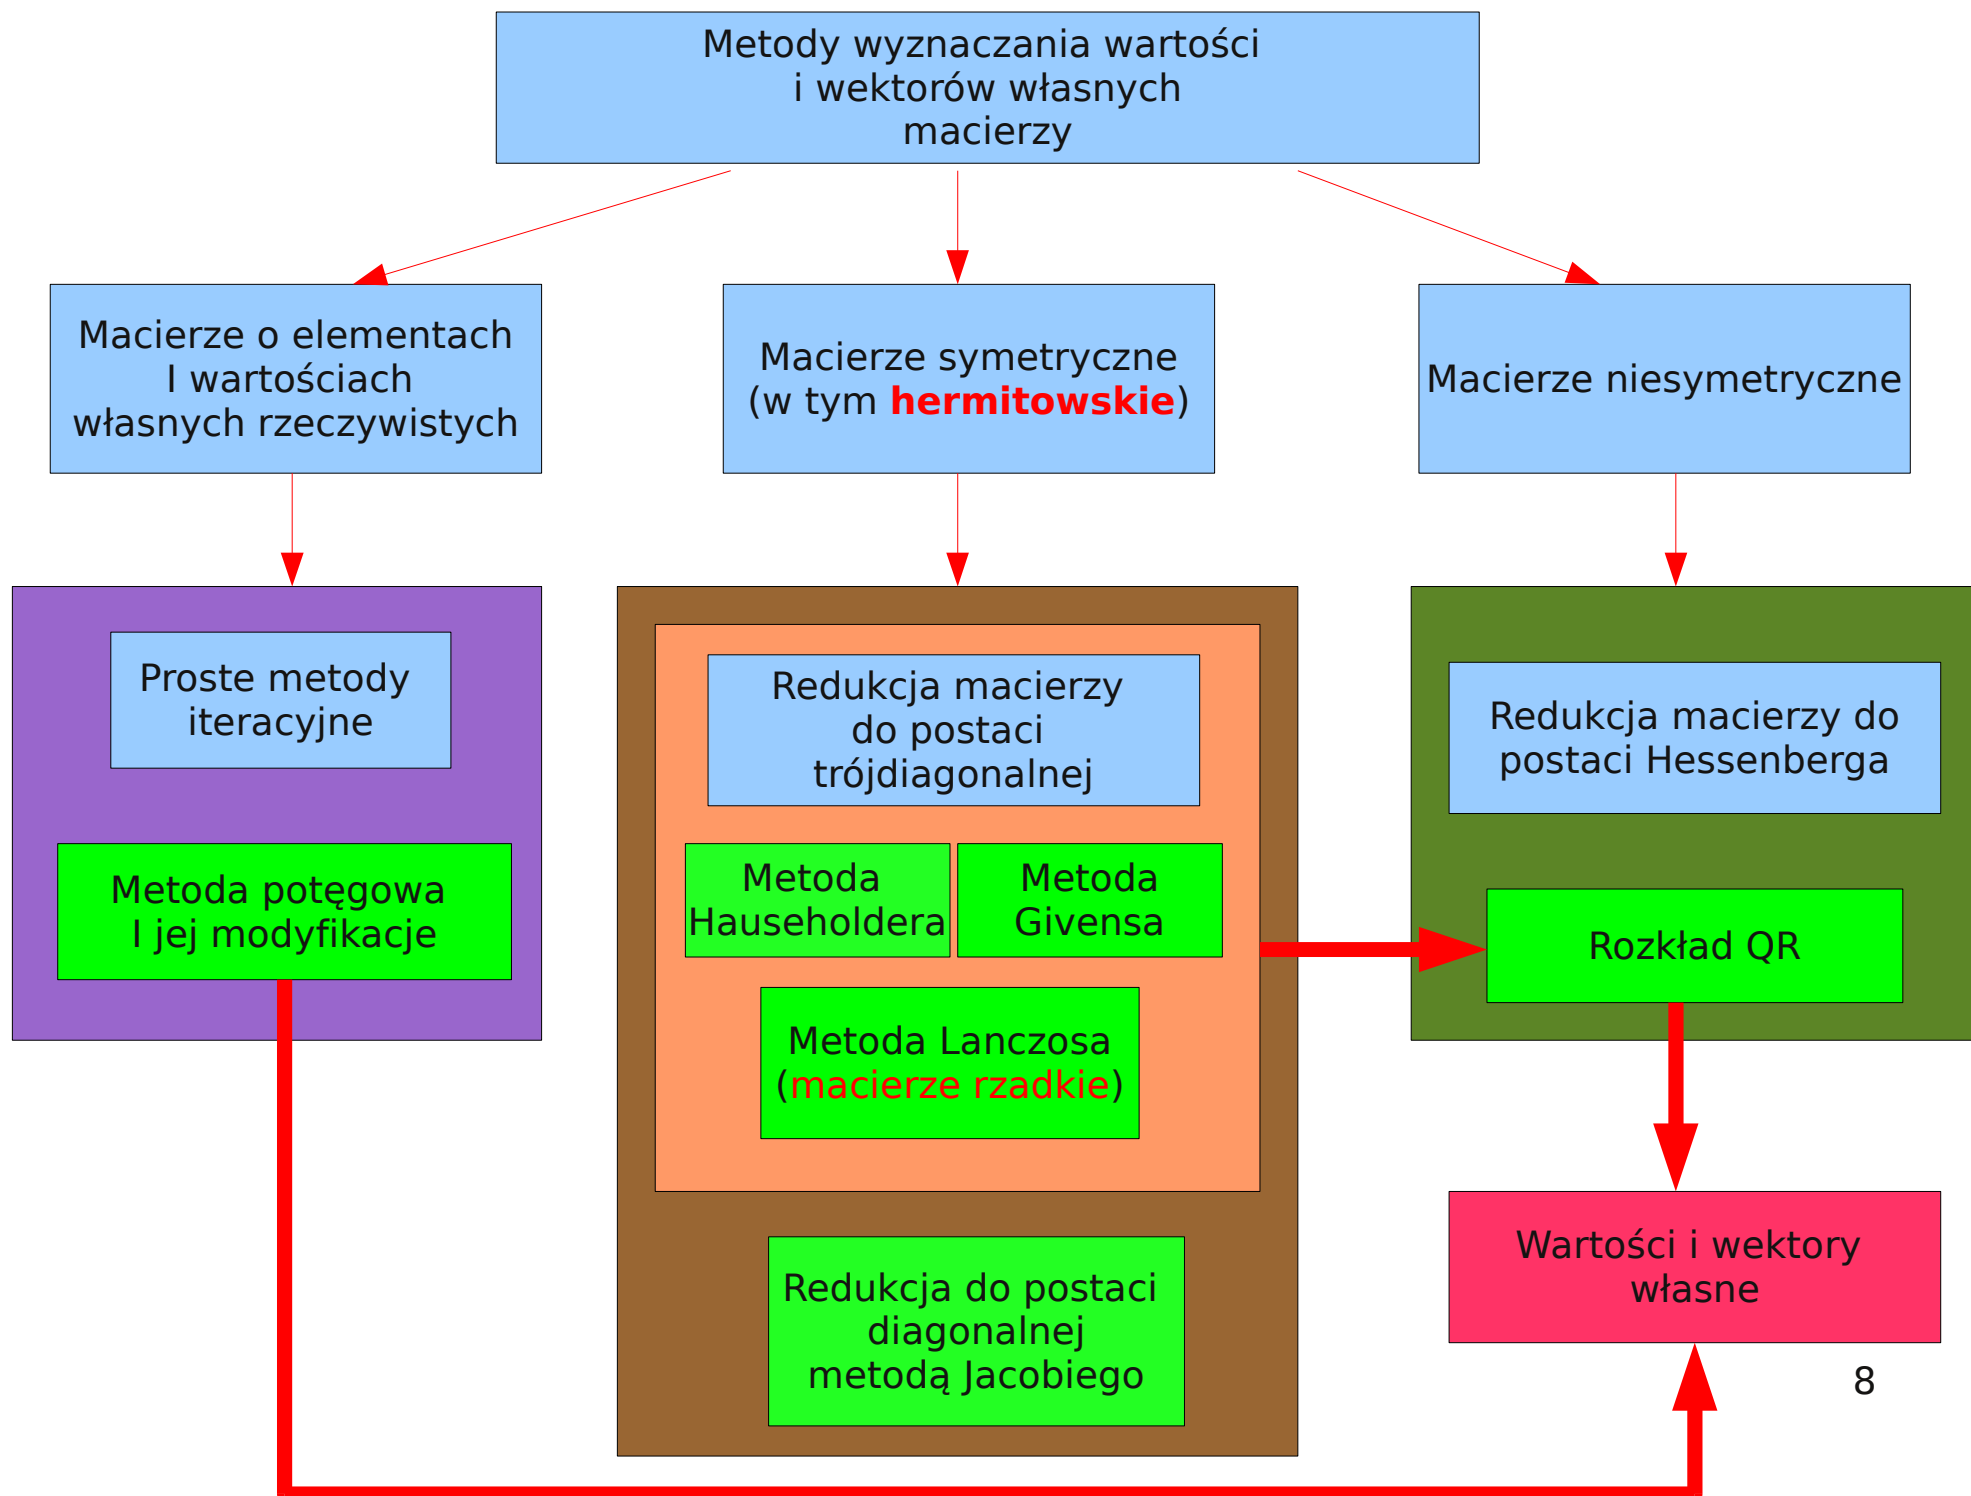 Metody wyznaczania wartości
i wektorów własnych
macierzy
Macierze o elementach
I wartościach
własnych rzeczywistych
Macierze symetryczne
(w tym hermitowskie)
Macierze niesymetryczne
Proste metody
iteracyjne
Metoda potęgowa
I jej modyfikacje
Redukcja macierzy
do postaci
trójdiagonalnej
Metoda
Hauseholdera
Metoda
Givensa
Metoda Lanczosa
(macierze rzadkie)
Redukcja do postaci
diagonalnej
metodą Jacobiego
Redukcja macierzy do
postaci Hessenberga
Rozkład QR
Wartości i wektory
własne
8